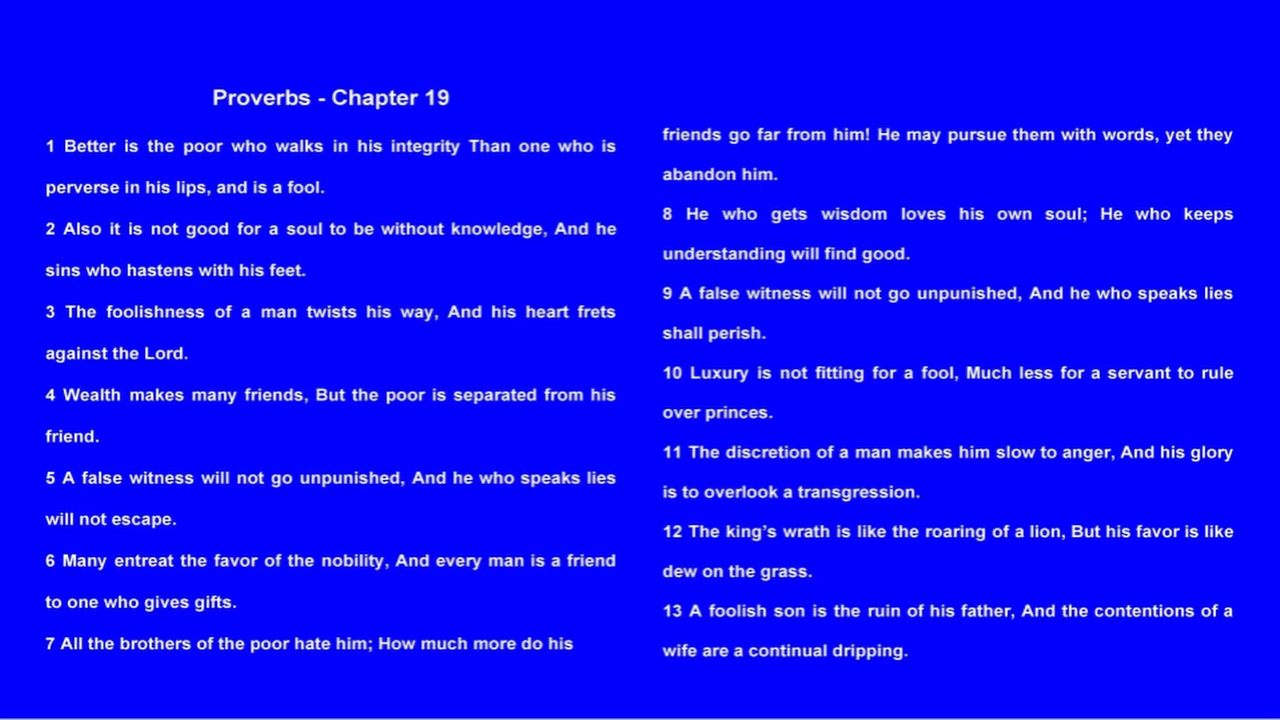 Proverbs - Chapter 19
1 Better is the poor who walks in his integrity Than one who is
perverse in his lips, and is a fool.
2 Also it is not good for a soul to be without knowledge, And he
sins who hastens with his feet.
3 The foolishness of a man twists his way, And his heart frets
against the Lord.
4 Wealth makes many friends, But the poor is separated from his
friend.
5 A false witness will not go unpunished, And he who speaks lies
will not escape.
6 Many entreat the favor of the nobility, And every man is a friend
to one who gives gifts.
7 All the brothers of the poor hate him; How much more do his
friends go far from him! He may pursue them with words, yet they
abandon him.
8 He who gets wisdom loves his own soul; He who keeps
understanding will find good.
9 A false witness will not go unpunished, And he who speaks lies
shall perish.
10 Luxury is not fitting for a fool, Much less for a servant to rule
over princes.
11 The discretion of a man makes him slow to anger, And his glory
is to overlook a transgression.
12 The king’s wrath is like the roaring of a lion, But his favor is like
dew on the grass.
13 A foolish son is the ruin of his father, And the contentions of a
wife are a continual dripping.